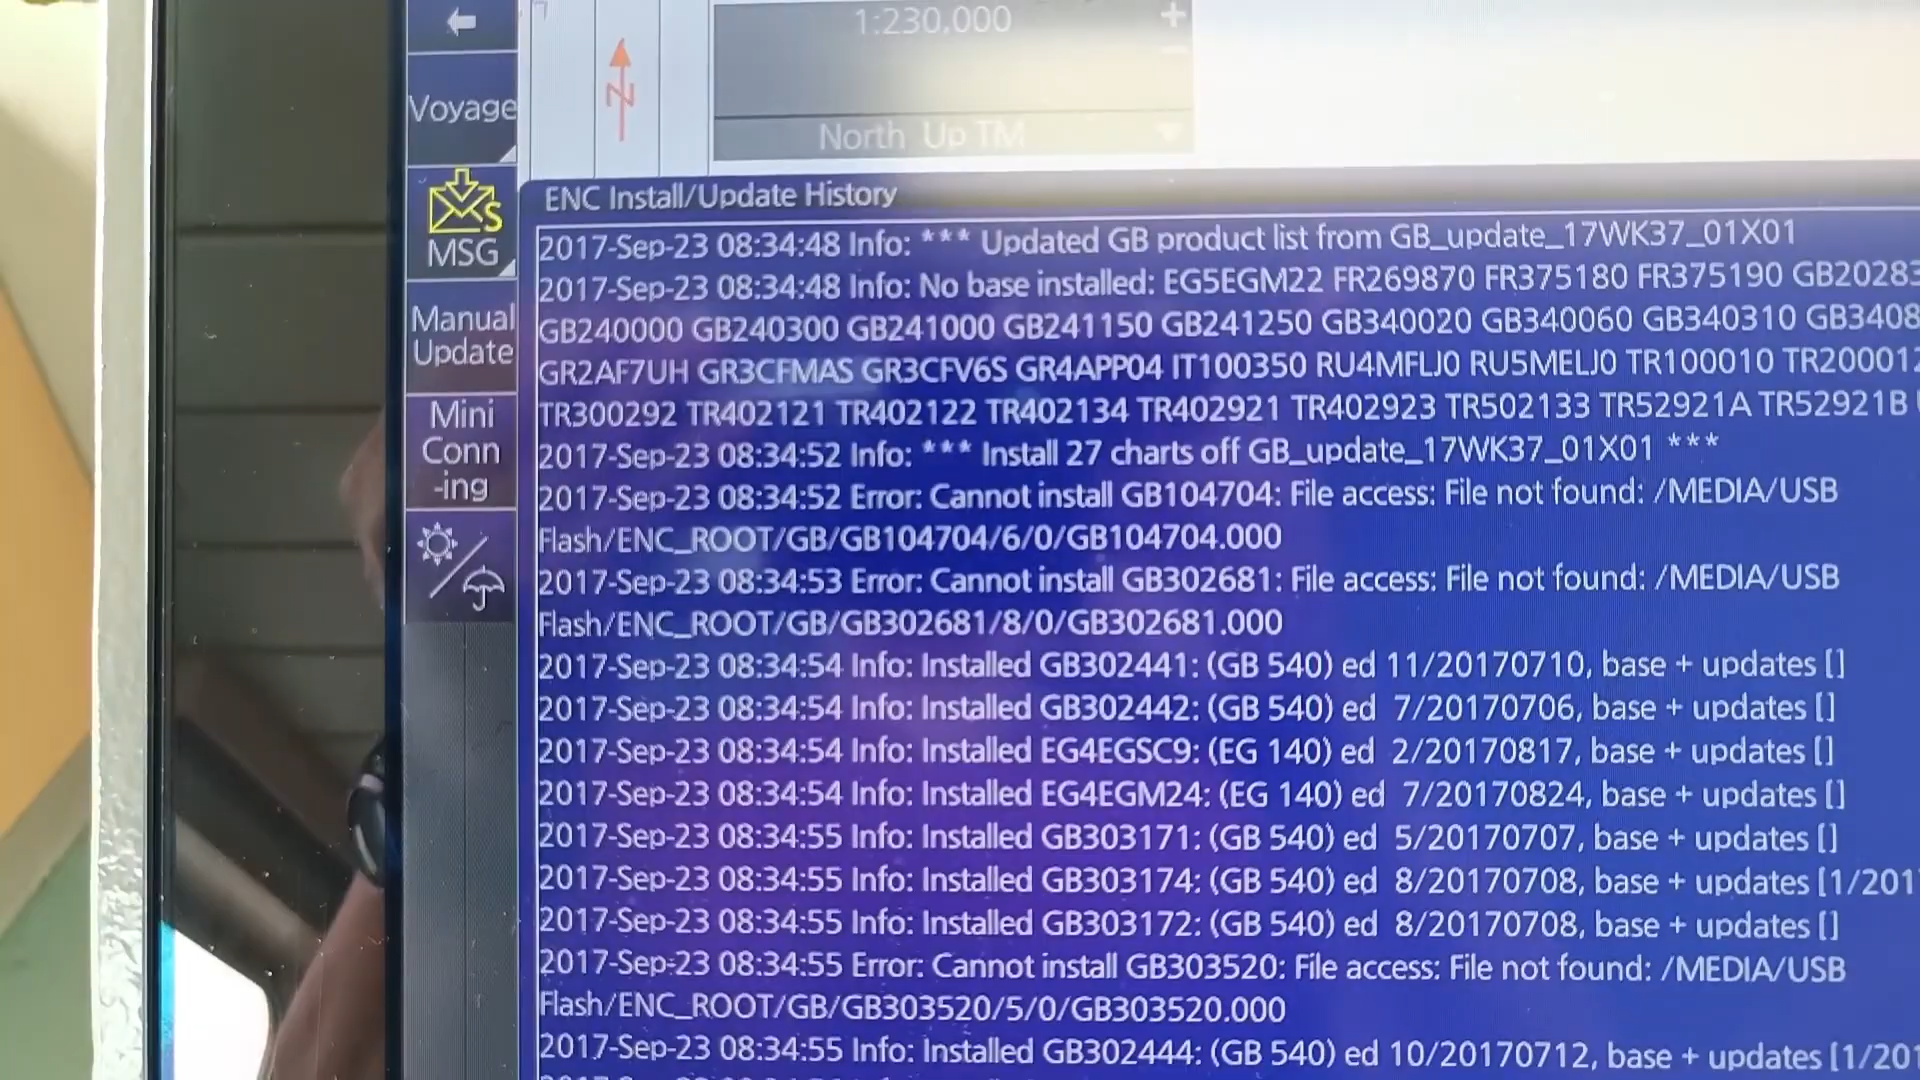 1:230,000
+
North Up TM
N
Voyage
MSG
Manual
Update
Mini
Conn
-ing
ENC Install/Update History
2017-Sep-23 08:34:48 Info: *** Updated GB product list from GB_update_17WK37_01X01
2017-Sep-23 08:34:48 Info: No base installed: EG5EGM22 FR269870 FR375180 FR375190 GB20283
GB240000 GB240300 GB241000 GB241150 GB241250 GB340020 GB340060 GB340310 GB3408
GR2AF7UH GR3CFMAS GR3CFV6S GR4APP04 IT100350 RU4MFLJ0 RU5MELJ0 TR100010 TR200012
TR300292 TR402121 TR402122 TR402134 TR402921 TR402923 TR502133 TR52921A TR52921B
2017-Sep-23 08:34:52 Info: *** Install 27 charts off GB_update_17WK37_01X01 ***
2017-Sep-23 08:34:52 Error: Cannot install GB104704: File access: File not found: /MEDIA/USB
Flash/ENC_ROOT/GB/GB104704/6/0/GB104704.000
2017-Sep-23 08:34:53 Error: Cannot install GB302681: File access: File not found: /MEDIA/USB
Flash/ENC_ROOT/GB/GB302681/8/0/GB302681.000
2017-Sep-23 08:34:54 Info: Installed GB302441: (GB 540) ed 11/20170710, base + updates []
2017-Sep-23 08:34:54 Info: Installed GB302442: (GB 540) ed 7/20170706, base + updates []
2017-Sep-23 08:34:54 Info: Installed EG4EGSC9: (EG 140) ed 2/20170817, base + updates []
2017-Sep-23 08:34:54 Info: Installed EG4EGM24: (EG 140) ed 7/20170824, base + updates []
2017-Sep-23 08:34:55 Info: Installed GB303171: (GB 540) ed 5/20170707, base + updates []
2017-Sep-23 08:34:55 Info: Installed GB303174: (GB 540) ed 8/20170708, base + updates [1/201
2017-Sep-23 08:34:55 Info: Installed GB303172: (GB 540) ed 8/20170708, base + updates []
2017-Sep-23 08:34:55 Error: Cannot install GB303520: File access: File not found: /MEDIA/USB
Flash/ENC_ROOT/GB/GB303520/5/0/GB303520.000
2017-Sep-23 08:34:55 Info: Installed GB302444: (GB 540) ed 10/20170712, base + updates [1/201